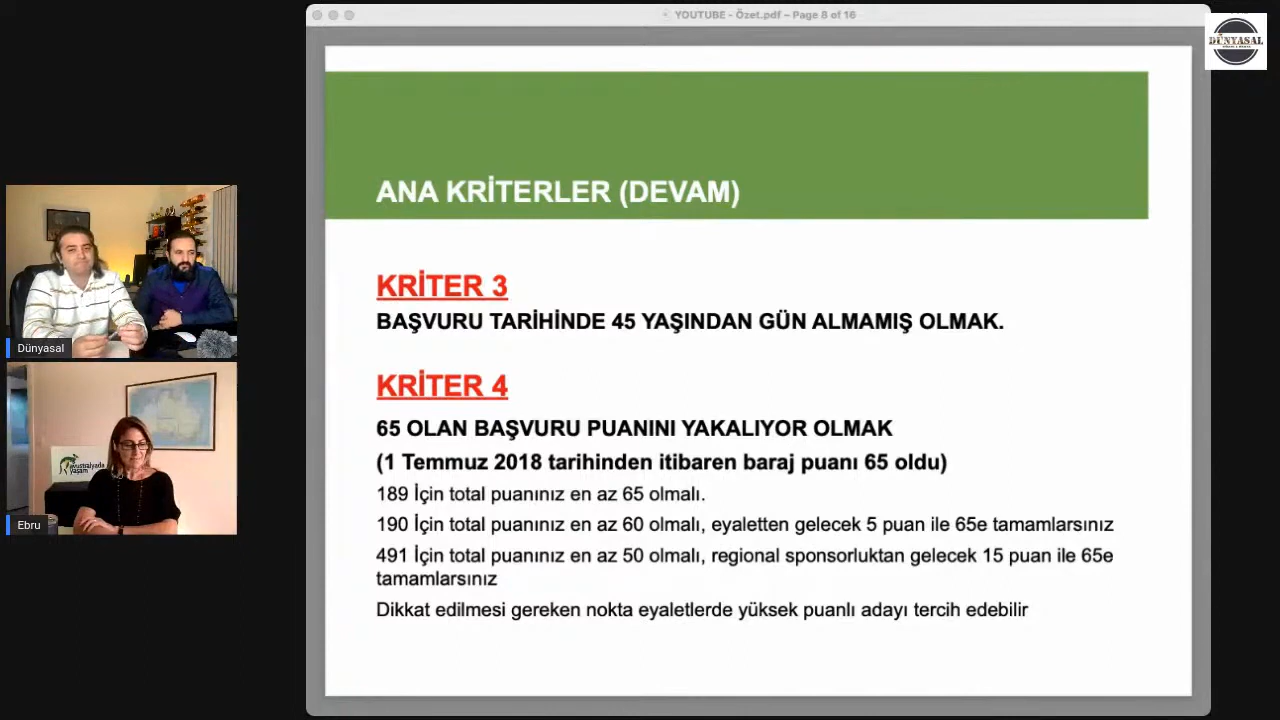 YOUTUBE - Özet.pdf – Page 8 of 16
DÜNYASAL
ANA KRİTERLER (DEVAM)
KRİTER 3
BAŞVURU TARİHİNDE 45 YAŞINDAN GÜN ALMAMIŞ OLMAK.
KRİTER 4
65 OLAN BAŞVURU PUANINI YAKALIYOR OLMAK
(1 Temmuz 2018 tarihinden itibaren baraj puanı 65 oldu)
189 İçin total puanınız en az 65 olmalı.
190 İçin total puanınız en az 60 olmalı, eyaletten gelecek 5 puan ile 65e tamamlarsınız
491 İçin total puanınız en az 50 olmalı, regional sponsorluktan gelecek 15 puan ile 65e
tamamlarsınız
Dikkat edilmesi gereken nokta eyaletlerde yüksek puanlı adayı tercih edebilir
Dünyasal
avustralyada
yaşam
Ebru